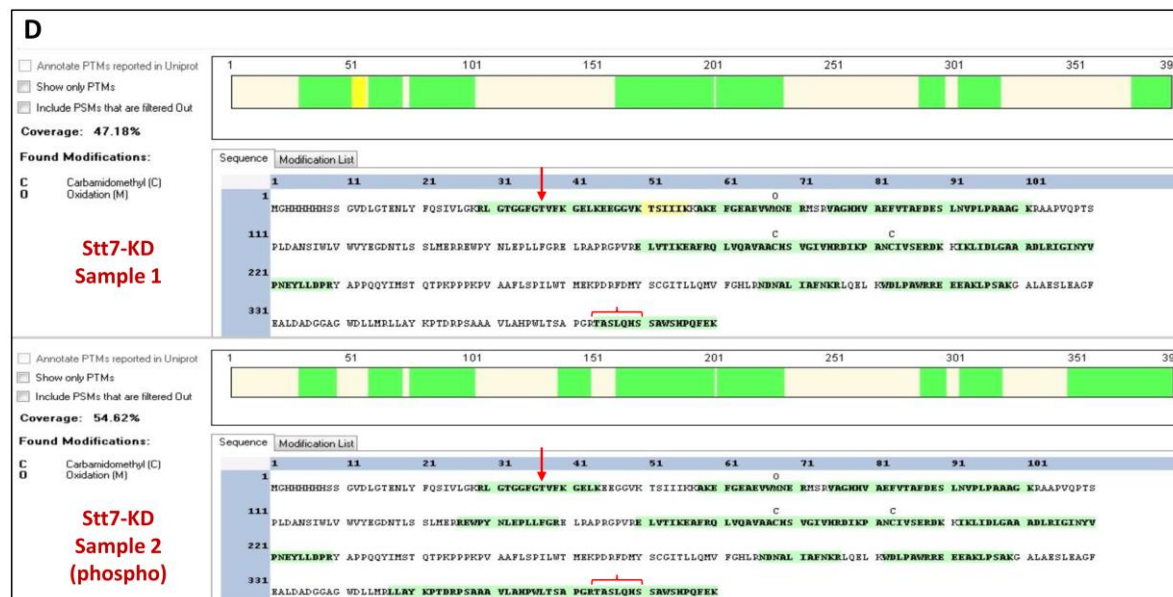 D
Annotate PTMs reported in Uniprot
Show only PTMs
Include PSMs that are filtered Out
Coverage: 47.18%
Found Modifications:
C Carbamidomethyl (C)
O Oxidation (M)
Stt7-KD
Sample 1
1 51 101 151 201 251 301 351 39
Sequence Modification List
1 11 21 31 41 51 61 71 81 91 101
O
1 MGHHHHHHSS GVDLGTENLY FQSIVLGKRL GTGGFGTVFK GELKEEGGVK TSIIIKKAKE FGEAEVWMNE RMSRVAGHHV AEFVTAFDES LNVPLPAAAG KRAAPVQPTS
C C
111 PLDANSIWLV WVYEGDNTLS SLMERREWPY NLEPLLFGRE LRAPRGPVRE LVTIKEAFRQ LVQAVAACHS VGIVHRDIKP ANCIVSERDK KIKLIDLGAA ADLRIGINYV
221 PNEYLLDPRY APPQQYIMST QTPKPPPKPV AAFLSPILWT MEKPDRFDMY SCGITLLQMV FGHLRNDNAL IAFNKRLQEL KWDLPAWRRE EEAKLPSAKG ALAESLEAGF
331 EALDADGGAG WDLLMRLLAY KPTDRPSAAA VLAHPWLTSA PGRTASLQHS SAWSHPQFEK
Annotate PTMs reported in Uniprot
Show only PTMs
Include PSMs that are filtered Out
Coverage: 54.62%
Found Modifications:
C Carbamidomethyl (C)
O Oxidation (M)
Stt7-KD
Sample 2
(phospho)
1 51 101 151 201 251 301 351 39
Sequence Modification List
1 11 21 31 41 51 61 71 81 91 101
O
1 MGHHHHHHSS GVDLGTENLY FQSIVLGKRL GTGGFGTVFK GELKEEGGVK TSIIIKKAKE FGEAEVWMNE RMSRVAGHHV AEFVTAFDES LNVPLPAAAG KRAAPVQPTS
C C
111 PLDANSIWLV WVYEGDNTLS SLMERREWPY NLEPLLFGRE LRAPRGPVRE LVTIKEAFRQ LVQAVAACHS VGIVHRDIKP ANCIVSERDK KIKLIDLGAA ADLRIGINYV
221 PNEYLLDPRY APPQQYIMST QTPKPPPKPV AAFLSPILWT MEKPDRFDMY SCGITLLQMV FGHLRNDNAL IAFNKRLQEL KWDLPAWRRE EEAKLPSAKG ALAESLEAGF
331 EALDADGGAG WDLLMRLLAY KPTDRPSAAA VLAHPWLTSA PGRTASLQHS SAWSHPQFEK